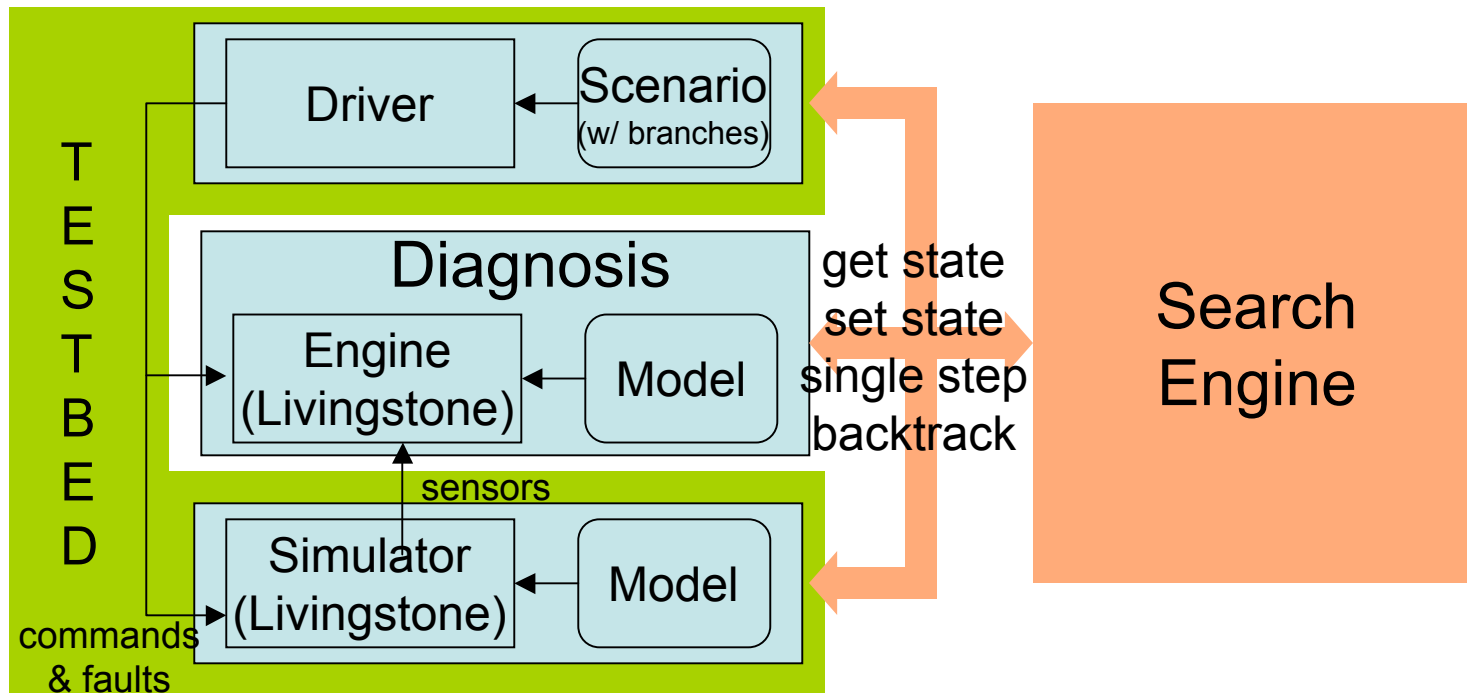 T
E
S
T
B
E
D
Driver
Scenario
(w/ branches)
Diagnosis
Engine
(Livingstone)
Model
sensors
Simulator
(Livingstone)
Model
commands
& faults
get state
set state
single step
backtrack
Search
Engine